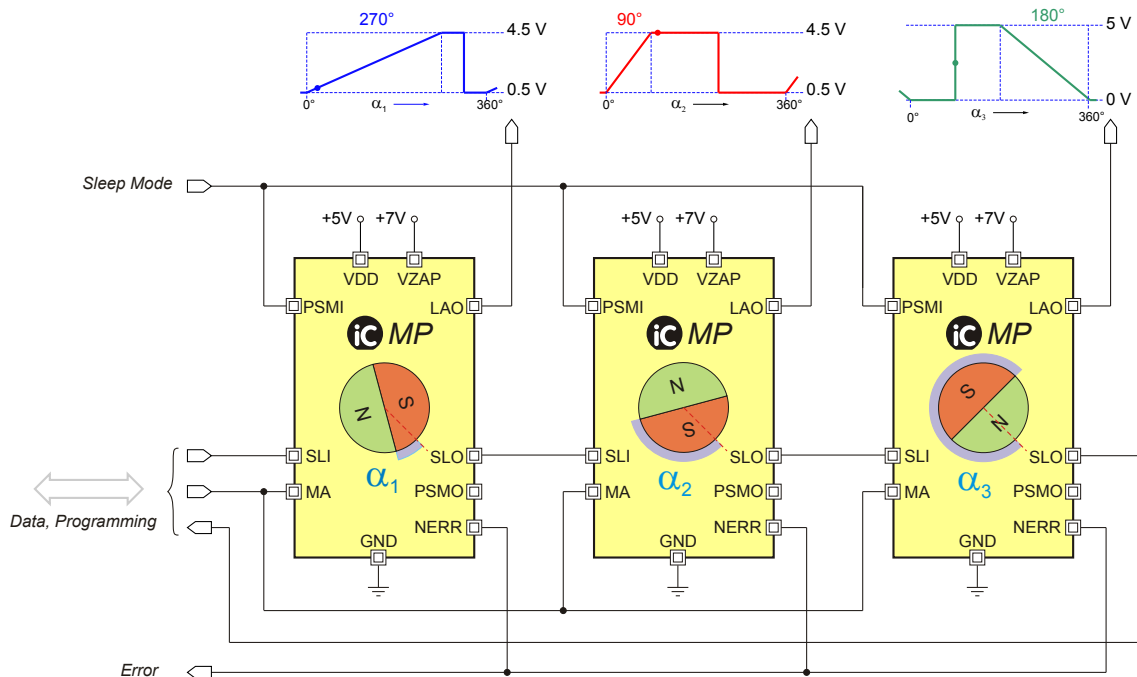 270°
4.5 V
0.5 V
0°
α1
360°
90°
4.5 V
0.5 V
0°
α2
360°
180°
5 V
0 V
0°
α3
360°
Sleep Mode
+5V
+7V
VDD
VZAP
PSMI
LAO
iC MP
N
S
SLI
SLO
α1
MA
PSMO
NERR
GND
+5V
+7V
VDD
VZAP
PSMI
LAO
iC MP
N
S
SLI
SLO
α2
MA
PSMO
NERR
GND
+5V
+7V
VDD
VZAP
PSMI
LAO
iC MP
S
N
SLI
SLO
α3
MA
PSMO
NERR
GND
Data, Programming
Error